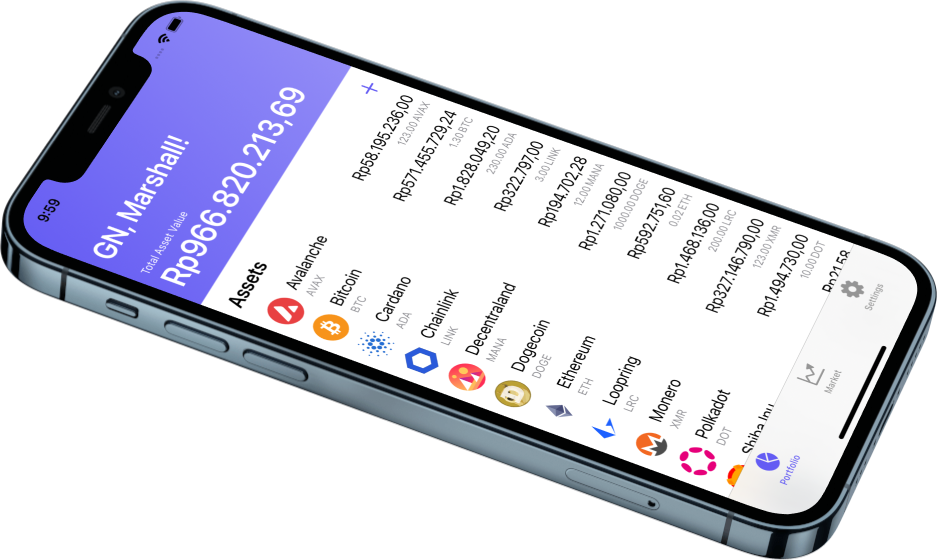 9:59
GN, Marshall!
Total Asset Value
Rp966.820.213,69
Assets
Avalanche Rp58.195.236,00
AVAX 123.00 AVAX
Bitcoin Rp571.455.729,24
BTC 1.30 BTC
Cardano Rp1.828.049,20
ADA 230.00 ADA
Chainlink Rp322.797,00
LINK 3.00 LINK
Decentraland Rp194.702,28
MANA 12.00 MANA
Dogecoin Rp1.271.080,00
DOGE 1000.00 DOGE
Ethereum Rp592.751,60
ETH 0.02 ETH
Loopring Rp1.468.136,00
LRC 200.00 LRC
Monero Rp327.146.790,00
XMR 123.00 XMR
Polkadot Rp1.494.730,00
DOT 10.00 DOT
Shiba Inu
Portfolio Market Settings